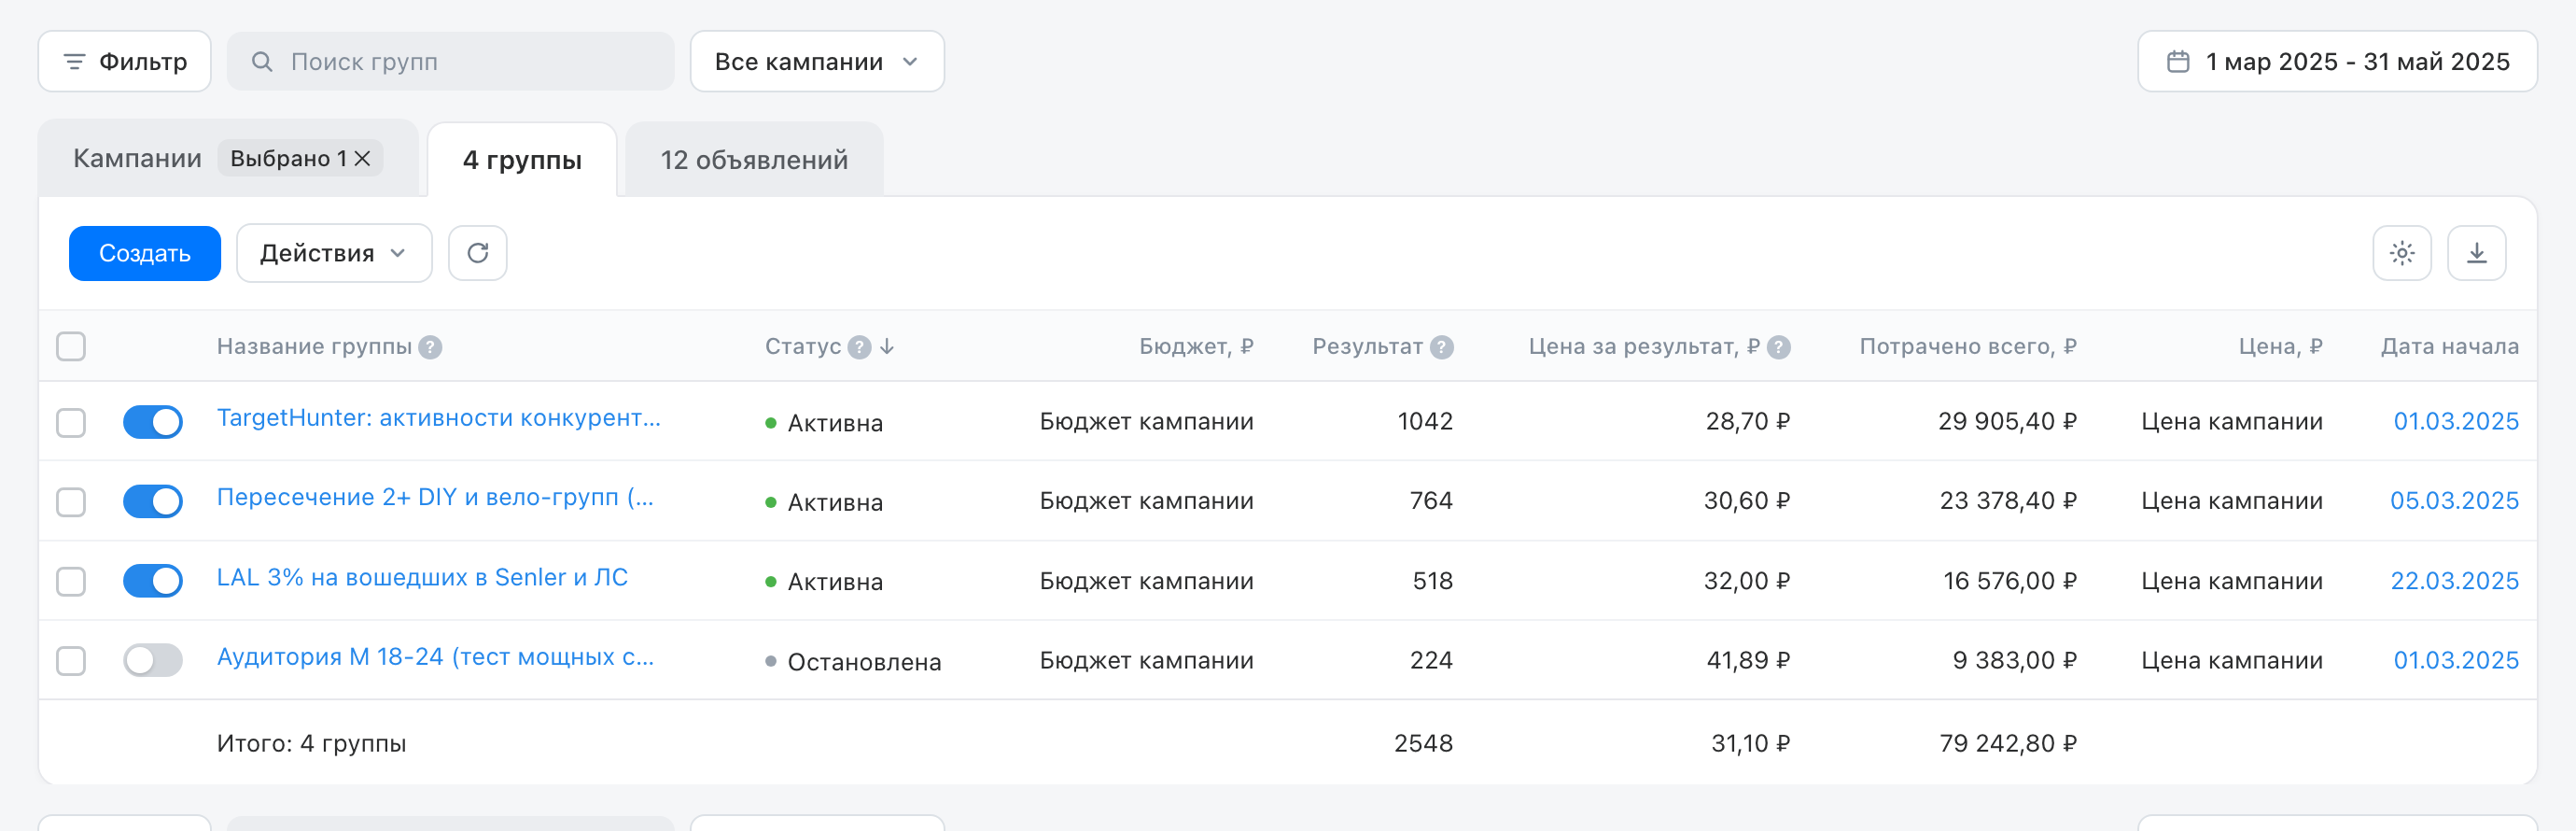 Фильтр Поиск групп Все кампании 1 мар 2025 - 31 май 2025
Кампании Выбрано 1 4 группы 12 объявлений
Создать Действия
Название группы ? Статус ? ↓ Бюджет, ₽ Результат ? Цена за результат, ₽ ? Потрачено всего, ₽ Цена, ₽ Дата начала
TargetHunter: активности конкурент... Активна Бюджет кампании 1042 28,70 ₽ 29 905,40 ₽ Цена кампании 01.03.2025
Пересечение 2+ DIY и вело-групп (... Активна Бюджет кампании 764 30,60 ₽ 23 378,40 ₽ Цена кампании 05.03.2025
LAL 3% на вошедших в Senler и ЛС Активна Бюджет кампании 518 32,00 ₽ 16 576,00 ₽ Цена кампании 22.03.2025
Аудитория М 18-24 (тест мощных с... Остановлена Бюджет кампании 224 41,89 ₽ 9 383,00 ₽ Цена кампании 01.03.2025
Итого: 4 группы 2548 31,10 ₽ 79 242,80 ₽